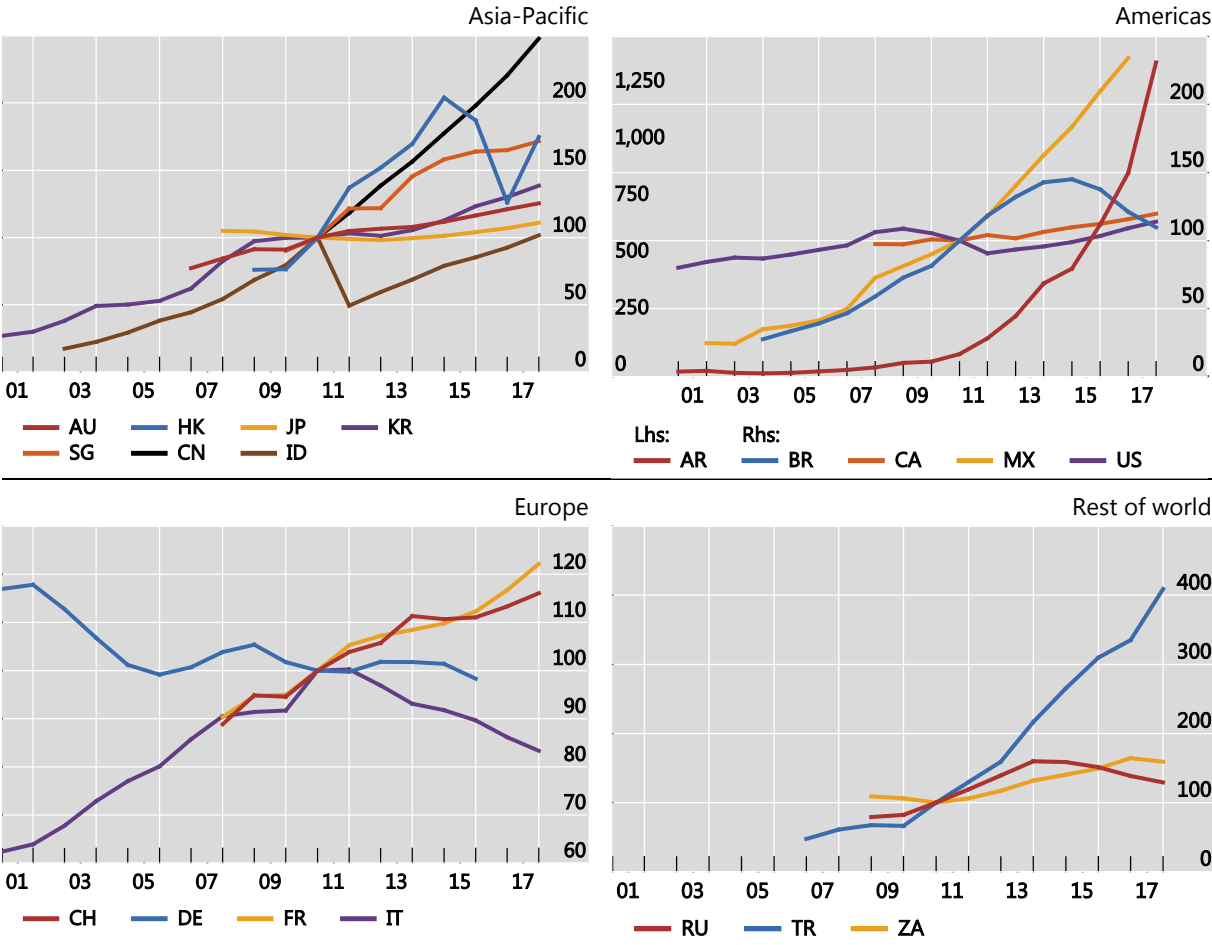 Asia-Pacific
200
150
100
50
0
01 03 05 07 09 11 13 15 17
AU HK JP KR
SG CN ID
Americas
1,250
1,000
750
500
250
0
200
150
100
50
0
01 03 05 07 09 11 13 15 17
Lhs: Rhs:
AR BR CA MX US
Europe
120
110
100
90
80
70
60
01 03 05 07 09 11 13 15 17
CH DE FR IT
Rest of world
400
300
200
100
0
01 03 05 07 09 11 13 15 17
RU TR ZA